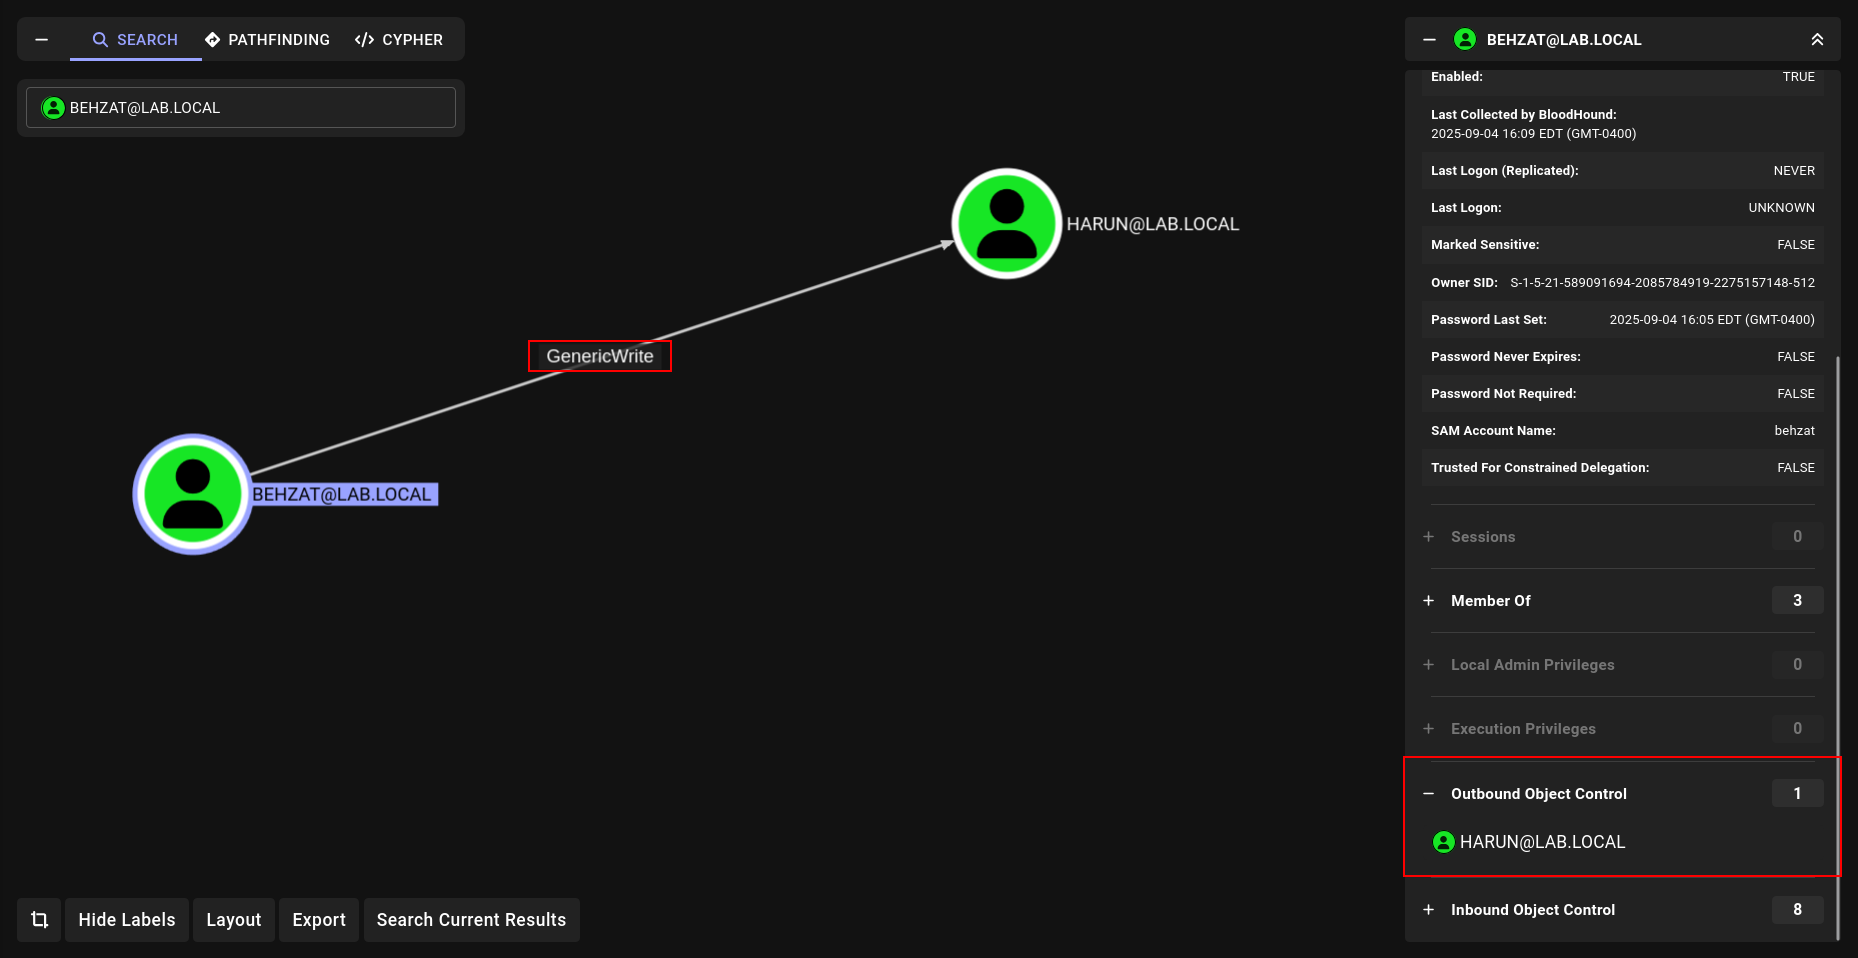 SEARCH PATHFINDING </> CYPHER
BEHZAT@LAB.LOCAL
HARUN@LAB.LOCAL
GenericWrite
BEHZAT@LAB.LOCAL
Hide Labels Layout Export Search Current Results
BEHZAT@LAB.LOCAL
Enabled: TRUE
Last Collected by BloodHound:
2025-09-04 16:09 EDT (GMT-0400)
Last Logon (Replicated): NEVER
Last Logon: UNKNOWN
Marked Sensitive: FALSE
Owner SID: S-1-5-21-589091694-2085784919-2275157148-512
Password Last Set: 2025-09-04 16:05 EDT (GMT-0400)
Password Never Expires: FALSE
Password Not Required: FALSE
SAM Account Name: behzat
Trusted For Constrained Delegation: FALSE
+ Sessions 0
+ Member Of 3
+ Local Admin Privileges 0
+ Execution Privileges 0
− Outbound Object Control 1
HARUN@LAB.LOCAL
+ Inbound Object Control 8